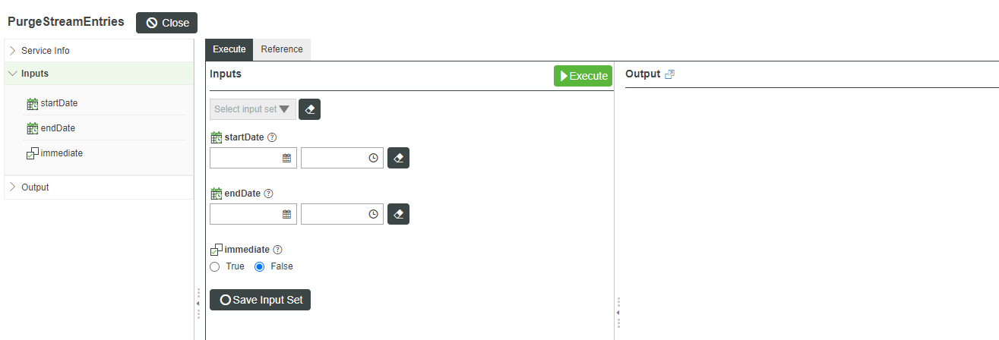 PurgeStreamEntries
Close
Service Info
Inputs
startDate
endDate
immediate
Output
Execute
Reference
Inputs
Execute
Select input set
startDate
endDate
immediate
True
False
Save Input Set
Output